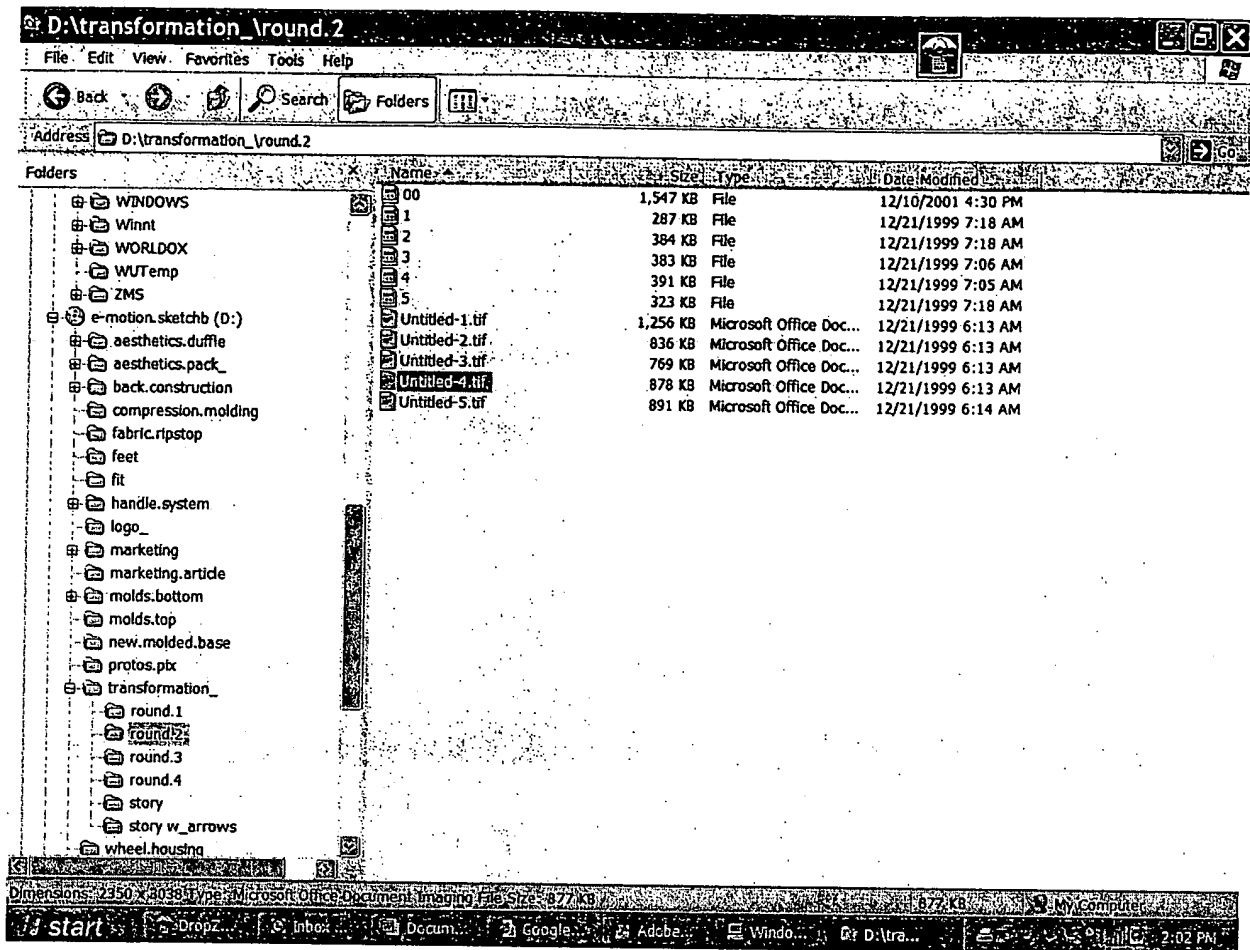 D:\transformation_\round.2
File Edit View Favorites Tools Help
Back Search Folders
Address D:\transformation_\round.2 Go
Folders
WINDOWS
Winnt
WORLDOX
WUTemp
ZMS
e-motion.sketchb (D:)
aesthetics.duffle
aesthetics.pack_
back.construction
compression.molding
fabric.ripstop
feet
fit
handle.system
logo_
marketing
marketing.article
molds.bottom
molds.top
new.molded.base
protos.pix
transformation_
round.1
round.2
round.3
round.4
story
story w_arrows
wheel.housing
Name Size Type Date Modified
00 1,547 KB File 12/10/2001 4:30 PM
1 287 KB File 12/21/1999 7:18 AM
2 384 KB File 12/21/1999 7:18 AM
3 383 KB File 12/21/1999 7:06 AM
4 391 KB File 12/21/1999 7:05 AM
5 323 KB File 12/21/1999 7:18 AM
Untitled-1.tif 1,256 KB Microsoft Office Doc... 12/21/1999 6:13 AM
Untitled-2.tif 836 KB Microsoft Office Doc... 12/21/1999 6:13 AM
Untitled-3.tif 769 KB Microsoft Office Doc... 12/21/1999 6:13 AM
Untitled-4.tif 878 KB Microsoft Office Doc... 12/21/1999 6:13 AM
Untitled-5.tif 891 KB Microsoft Office Doc... 12/21/1999 6:14 AM
Dimensions: 2350 x 3038 Type: Microsoft Office Document Imaging File Size: 877 KB 877 KB My Computer
start DropZ... Inbox Docum... Google... Adobe... Windo... D:\tra... 2:02 PM